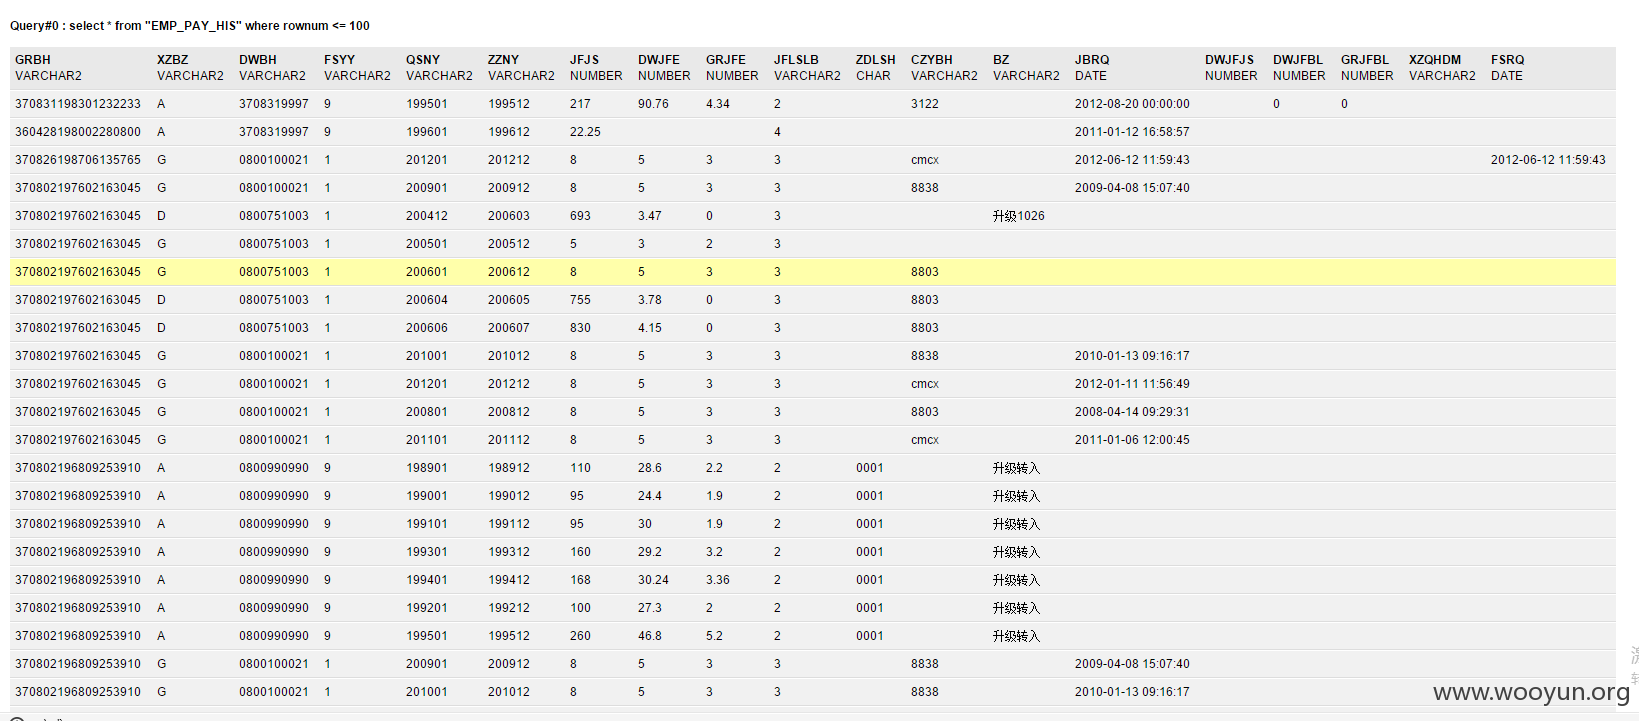 Query#0 : select * from "EMP_PAY_HIS" where rownum <= 100
GRBH XZBZ DWBH FSYY QSNY ZZNY JFJS DWJFE GRJFE JFLSLB ZDLSH CZYBH BZ JBRQ DWJFJS DWJFBL GRJFBL XZQHDM FSRQ
VARCHAR2 VARCHAR2 VARCHAR2 VARCHAR2 VARCHAR2 VARCHAR2 NUMBER NUMBER NUMBER VARCHAR2 CHAR VARCHAR2 VARCHAR2 DATE NUMBER NUMBER NUMBER VARCHAR2 DATE
370831198301232233 A 3708319997 9 199501 199512 217 90.76 4.34 2 3122 2012-08-20 00:00:00 0 0
360428198002280800 A 3708319997 9 199601 199612 22.25 4 2011-01-12 16:58:57
370826198706135765 G 0800100021 1 201201 201212 8 5 3 3 cmcx 2012-06-12 11:59:43 2012-06-12 11:59:43
370802197602163045 G 0800100021 1 200901 200912 8 5 3 3 8838 2009-04-08 15:07:40
370802197602163045 D 0800751003 1 200412 200603 693 3.47 0 3 升级1026
370802197602163045 G 0800751003 1 200501 200512 5 3 2 3
370802197602163045 G 0800751003 1 200601 200612 8 5 3 3 8803
370802197602163045 D 0800751003 1 200604 200605 755 3.78 0 3 8803
370802197602163045 D 0800751003 1 200606 200607 830 4.15 0 3 8803
370802197602163045 G 0800100021 1 201001 201012 8 5 3 3 8838 2010-01-13 09:16:17
370802197602163045 G 0800100021 1 201201 201212 8 5 3 3 cmcx 2012-01-11 11:56:49
370802197602163045 G 0800100021 1 200801 200812 8 5 3 3 8803 2008-04-14 09:29:31
370802197602163045 G 0800100021 1 201101 201112 8 5 3 3 cmcx 2011-01-06 12:00:45
370802196809253910 A 0800990990 9 198901 198912 110 28.6 2.2 2 0001 升级转入
370802196809253910 A 0800990990 9 199001 199012 95 24.4 1.9 2 0001 升级转入
370802196809253910 A 0800990990 9 199101 199112 95 30 1.9 2 0001 升级转入
370802196809253910 A 0800990990 9 199301 199312 160 29.2 3.2 2 0001 升级转入
370802196809253910 A 0800990990 9 199401 199412 168 30.24 3.36 2 0001 升级转入
370802196809253910 A 0800990990 9 199201 199212 100 27.3 2 2 0001 升级转入
370802196809253910 A 0800990990 9 199501 199512 260 46.8 5.2 2 0001 升级转入
370802196809253910 G 0800100021 1 200901 200912 8 5 3 3 8838 2009-04-08 15:07:40
370802196809253910 G 0800100021 1 201001 201012 8 5 3 3 8838 2010-01-13 09:16:17
www.wooyun.org